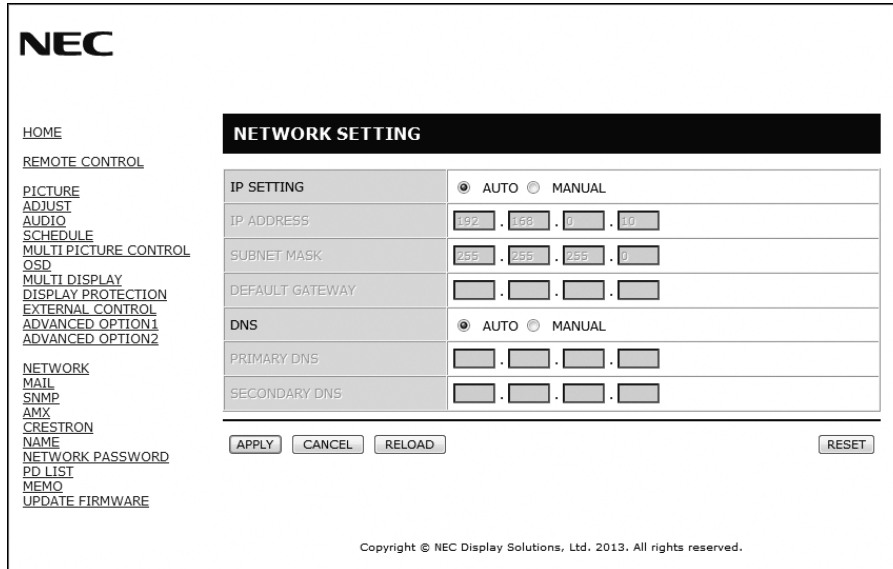 NEC
HOME
REMOTE CONTROL
PICTURE
ADJUST
AUDIO
SCHEDULE
MULTI PICTURE CONTROL
OSD
MULTI DISPLAY
DISPLAY PROTECTION
EXTERNAL CONTROL
ADVANCED OPTION1
ADVANCED OPTION2
NETWORK
MAIL
SNMP
AMX
CRESTRON
NAME
NETWORK PASSWORD
PD LIST
MEMO
UPDATE FIRMWARE
NETWORK SETTING
IP SETTING AUTO MANUAL
IP ADDRESS 192 . 168 . 0 . 10
SUBNET MASK 255 . 255 . 255 . 0
DEFAULT GATEWAY . . .
DNS AUTO MANUAL
PRIMARY DNS . . .
SECONDARY DNS . . .
APPLY CANCEL RELOAD RESET
Copyright © NEC Display Solutions, Ltd. 2013. All rights reserved.